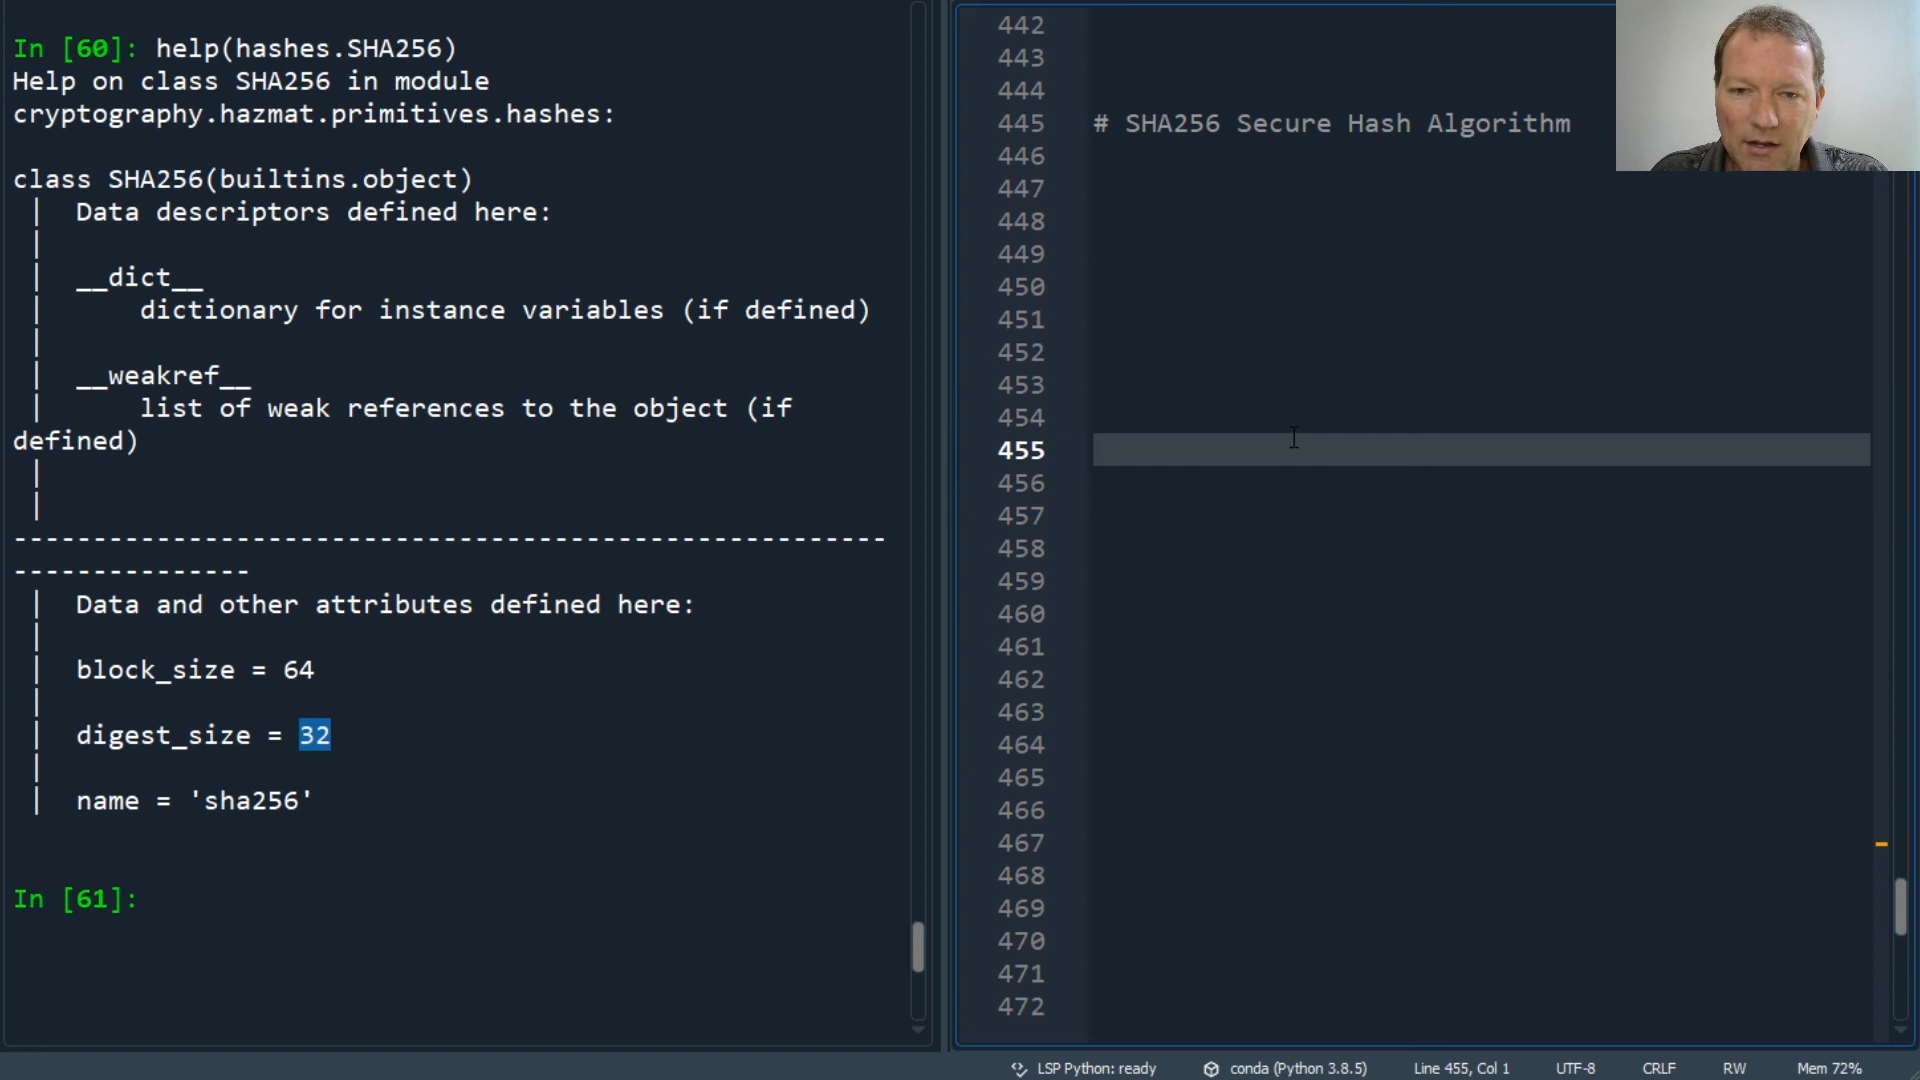 In [60]: help(hashes.SHA256)
Help on class SHA256 in module
cryptography.hazmat.primitives.hashes:
class SHA256(builtins.object)
 |  Data descriptors defined here:
 |
 |  __dict__
 |      dictionary for instance variables (if defined)
 |
 |  __weakref__
 |      list of weak references to the object (if
defined)
 |
 |
-------------------------------------------------------
---------------
 |  Data and other attributes defined here:
 |
 |  block_size = 64
 |
 |  digest_size = 32
 |
 |  name = 'sha256'
In [61]:
442
443
444
445 # SHA256 Secure Hash Algorithm
446
447
448
449
450
451
452
453
454
455
456
457
458
459
460
461
462
463
464
465
466
467
468
469
470
471
472
LSP Python: ready conda (Python 3.8.5) Line 455, Col 1 UTF-8 CRLF RW Mem 72%